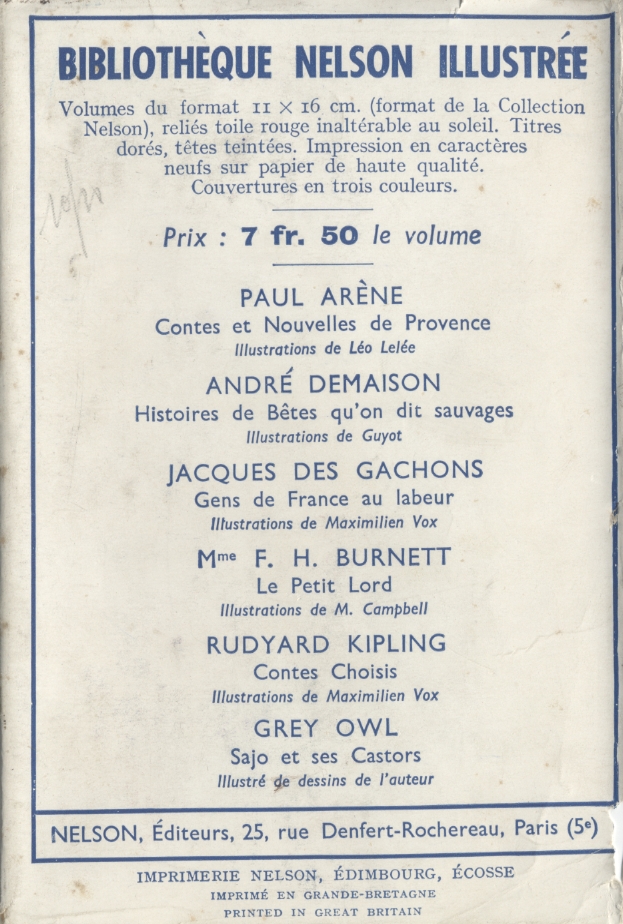 BIBLIOTHÈQUE NELSON ILLUSTRÉE
Volumes du format 11 × 16 cm. (format de la Collection
Nelson), reliés toile rouge inaltérable au soleil. Titres
dorés, têtes teintées. Impression en caractères
neufs sur papier de haute qualité.
Couvertures en trois couleurs.
Prix : 7 fr. 50 le volume
PAUL ARÈNE
Contes et Nouvelles de Provence
Illustrations de Léo Lelée
ANDRÉ DEMAISON
Histoires de Bêtes qu'on dit sauvages
Illustrations de Guyot
JACQUES DES GACHONS
Gens de France au labeur
Illustrations de Maximilien Vox
Mme F. H. BURNETT
Le Petit Lord
Illustrations de M. Campbell
RUDYARD KIPLING
Contes Choisis
Illustrations de Maximilien Vox
GREY OWL
Sajo et ses Castors
Illustré de dessins de l'auteur
NELSON, Éditeurs, 25, rue Denfert-Rochereau, Paris (5e)
IMPRIMERIE NELSON, ÉDIMBOURG, ÉCOSSE
IMPRIMÉ EN GRANDE-BRETAGNE
PRINTED IN GREAT BRITAIN